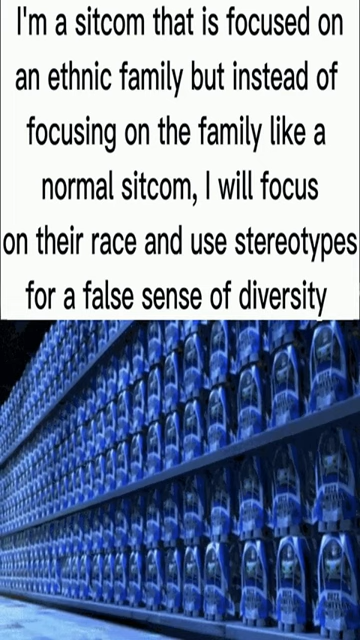 I'm a sitcom that is focused on
an ethnic family but instead of
focusing on the family like a
normal sitcom, I will focus
on their race and use stereotypes
for a false sense of diversity